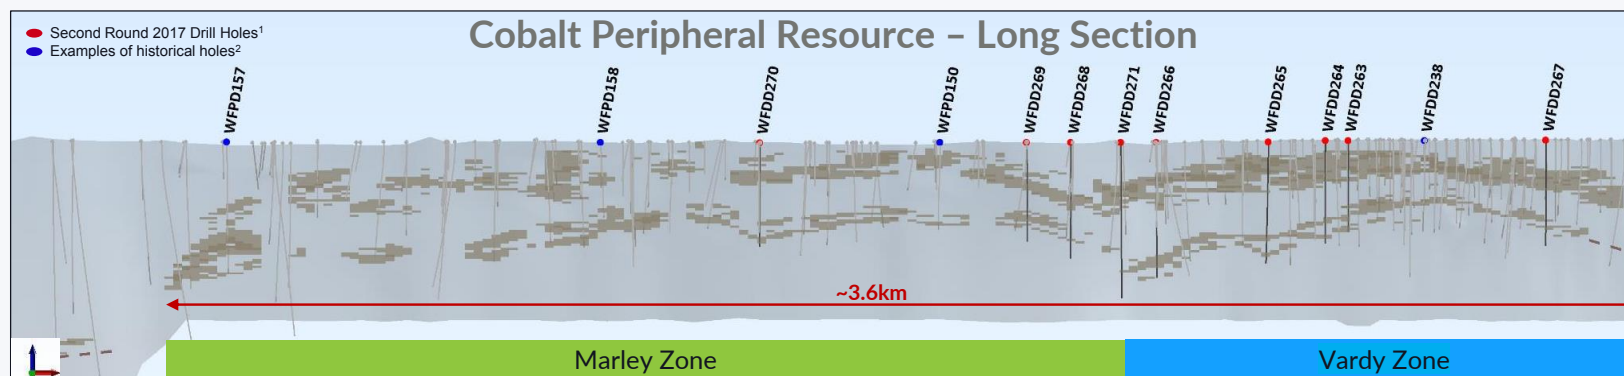 Cobalt Peripheral Resource – Long Section
Second Round 2017 Drill Holes¹
Examples of historical holes²
WFPD157
WFPD158
WFDD270
WFPD150
WFDD269
WFDD268
WFDD271
WFDD266
WFDD265
WFDD264
WFDD263
WFDD238
WFDD267
~3.6km
Marley Zone
Vardy Zone